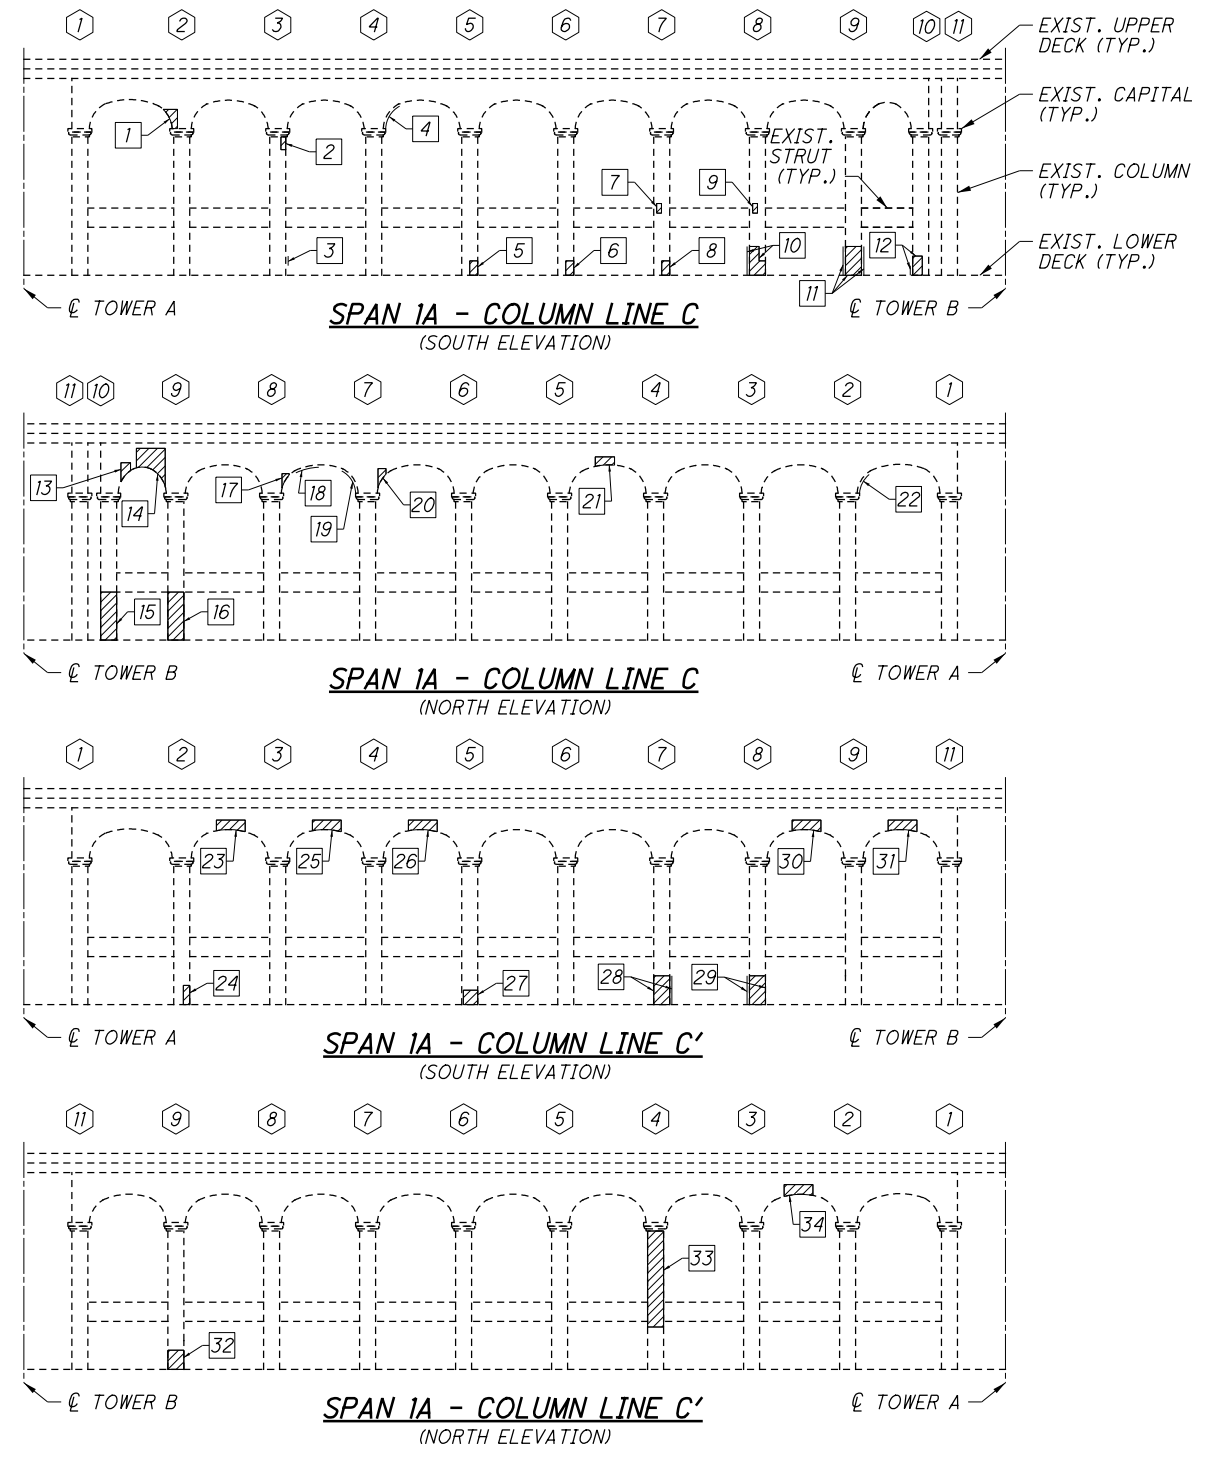 1 2 3 4 5 6 7 8 9 10 11
EXIST. UPPER
DECK (TYP.)
EXIST. CAPITAL
(TYP.)
1 2 4
EXIST.
STRUT
(TYP.)
EXIST. COLUMN
(TYP.)
7 9
3 5 6 8 10 12
11
EXIST. LOWER
DECK (TYP.)
℄ TOWER A
SPAN 1A - COLUMN LINE C
(SOUTH ELEVATION)
℄ TOWER B
11 10 9 8 7 6 5 4 3 2 1
13 14 17 18 19 20 21 22
15 16
℄ TOWER B
SPAN 1A - COLUMN LINE C
(NORTH ELEVATION)
℄ TOWER A
1 2 3 4 5 6 7 8 9 11
23 25 26 30 31
24 27 28 29
℄ TOWER A
SPAN 1A - COLUMN LINE C'
(SOUTH ELEVATION)
℄ TOWER B
11 9 8 7 6 5 4 3 2 1
34
33
32
℄ TOWER B
SPAN 1A - COLUMN LINE C'
(NORTH ELEVATION)
℄ TOWER A